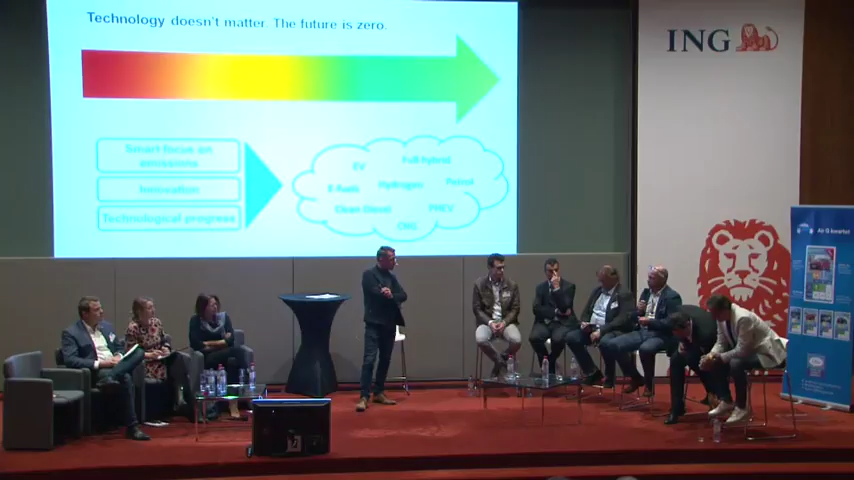 Technology doesn't matter. The future is zero.
Smart focus on
emissions
Innovation
Technological progress
EV
Full hybrid
E-fuels
Hydrogen
Petrol
Clean Diesel
PHEV
CNG
ING